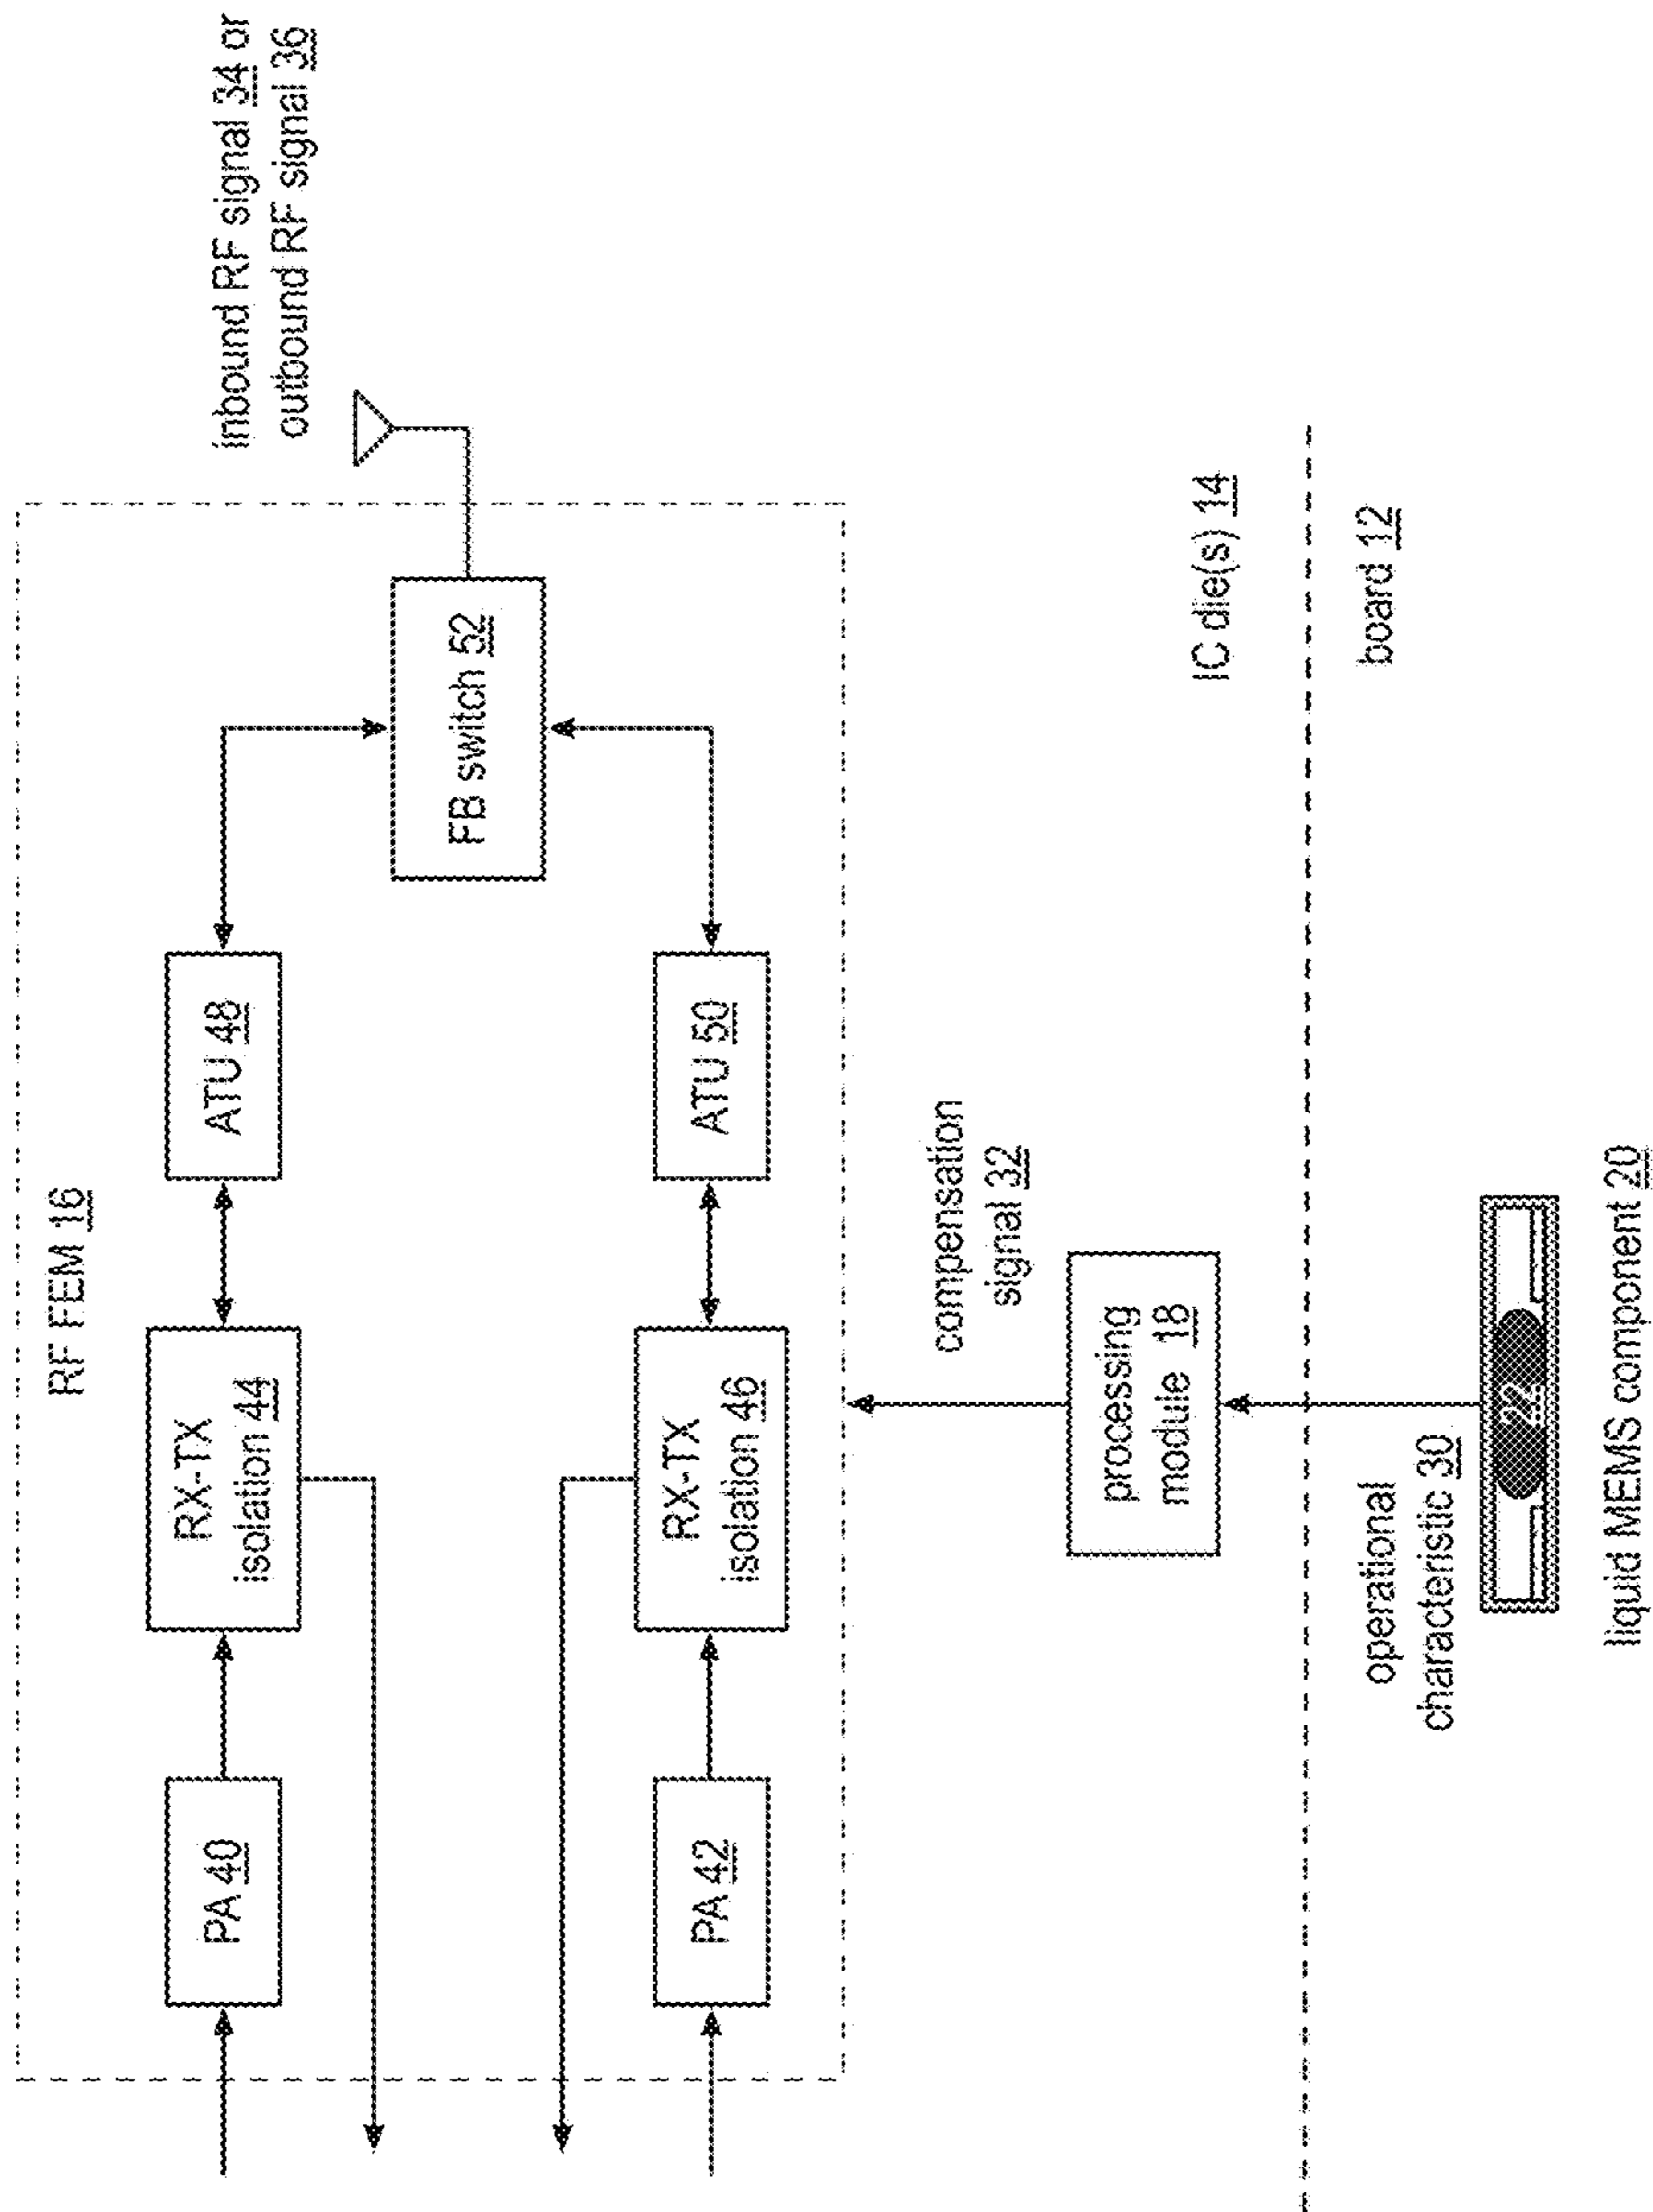 RF FEM 16
inbound RF signal 34 or
outbound RF signal 36
PA 40
RX-TX
isolation 44
ATU 48
FB switch 52
PA 42
RX-TX
isolation 46
ATU 50
compensation
signal 32
processing
module 18
IC die(s) 14
board 12
operational
characteristic 30
22
liquid MEMS component 20